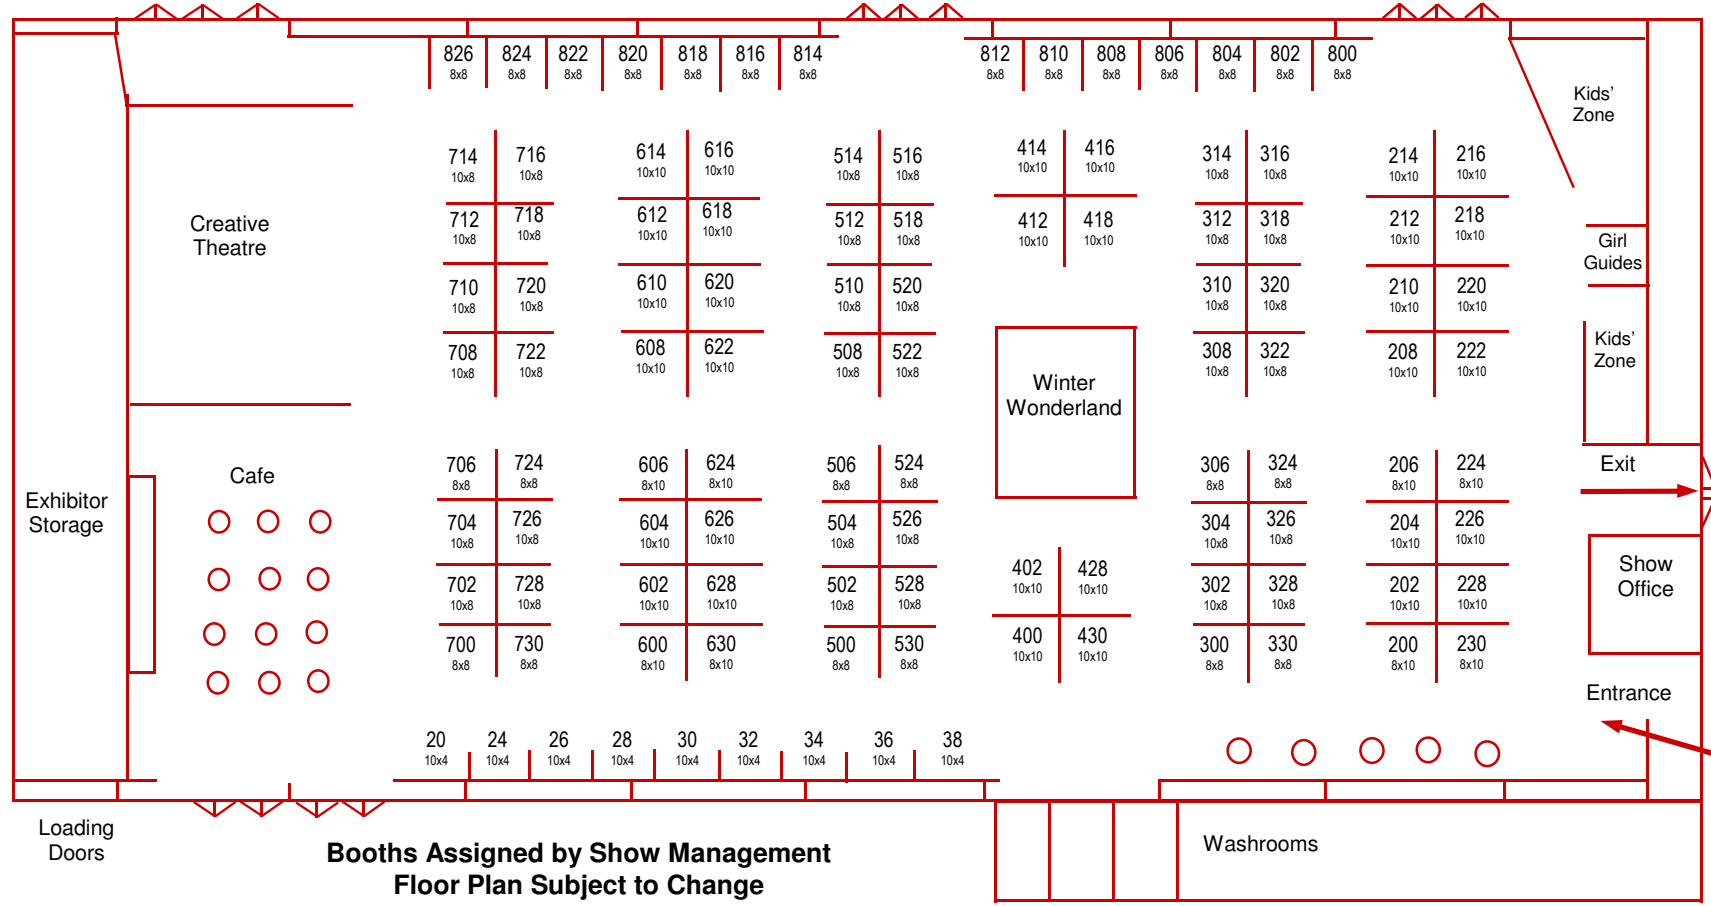 826 824 822 820 818 816 814 812 810 808 806 804 802 800
8x8 8x8 8x8 8x8 8x8 8x8 8x8 8x8 8x8 8x8 8x8 8x8 8x8 8x8
Kids'
Zone
714 716 614 616 514 516 414 416 314 316 214 216
10x8 10x8 10x10 10x10 10x8 10x8 10x10 10x10 10x8 10x8 10x10 10x10
712 718 612 618 512 518 412 418 312 318 212 218
10x8 10x8 10x10 10x10 10x8 10x8 10x10 10x10 10x8 10x8 10x10 10x10
Creative
Theatre
Girl
Guides
710 720 610 620 510 520 310 320 210 220
10x8 10x8 10x10 10x10 10x8 10x8 10x8 10x8 10x10 10x10
708 722 608 622 508 522 308 322 208 222
10x8 10x8 10x10 10x10 10x8 10x8 10x8 10x8 10x10 10x10
Kids'
Zone
Winter
Wonderland
706 724 606 624 506 524 306 324 206 224
8x8 8x8 8x10 8x10 8x8 8x8 8x8 8x8 8x10 8x10
Cafe
Exit
Exhibitor
Storage
704 726 604 626 504 526 304 326 204 226
10x8 10x8 10x10 10x10 10x8 10x8 10x8 10x8 10x10 10x10
702 728 602 628 502 528 402 428 302 328 202 228
10x8 10x8 10x10 10x10 10x8 10x8 10x10 10x10 10x8 10x8 10x10 10x10
Show
Office
700 730 600 630 500 530 400 430 300 330 200 230
8x8 8x8 8x10 8x10 8x8 8x8 10x10 10x10 8x8 8x8 8x10 8x10
Entrance
20 24 26 28 30 32 34 36 38
10x4 10x4 10x4 10x4 10x4 10x4 10x4 10x4 10x4
Loading
Doors
Washrooms
Booths Assigned by Show Management
Floor Plan Subject to Change